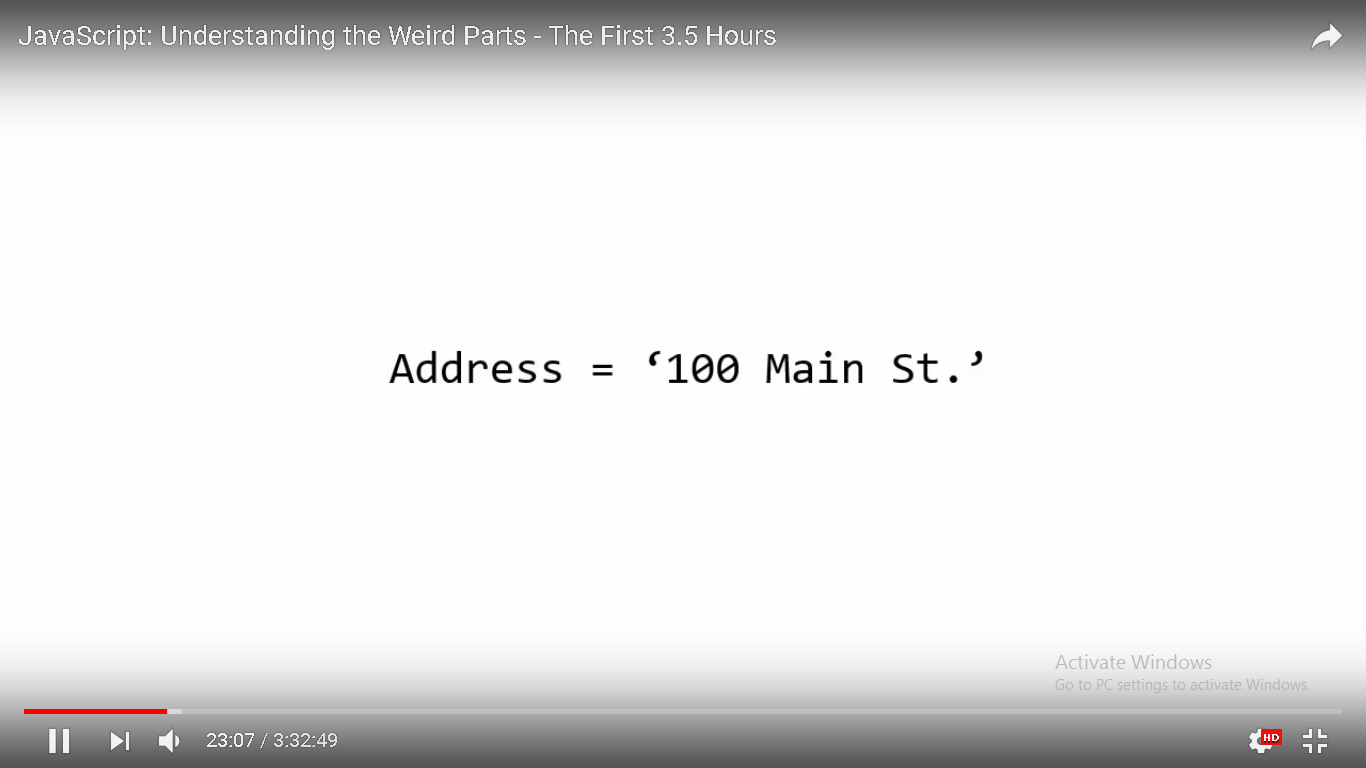 JavaScript: Understanding the Weird Parts - The First 3.5 Hours
Address = ‘100 Main St.’
Activate Windows
Go to PC settings to activate Windows.
23:07 / 3:32:49
HD